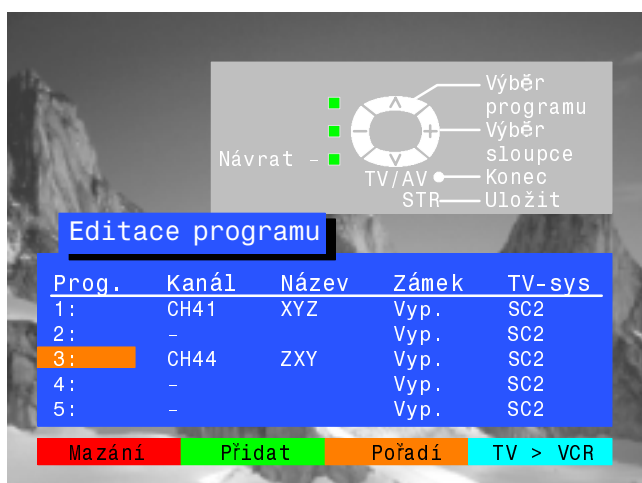 Výběr
programu
Výběr
sloupce
Návrat –
TV/AV Konec
STR Uložit
Editace programu
Prog. Kanál Název Zámek TV-sys
1: CH41 XYZ Vyp. SC2
2: – Vyp. SC2
3: CH44 ZXY Vyp. SC2
4: – Vyp. SC2
5: – Vyp. SC2
Mazání Přidat Pořadí TV > VCR